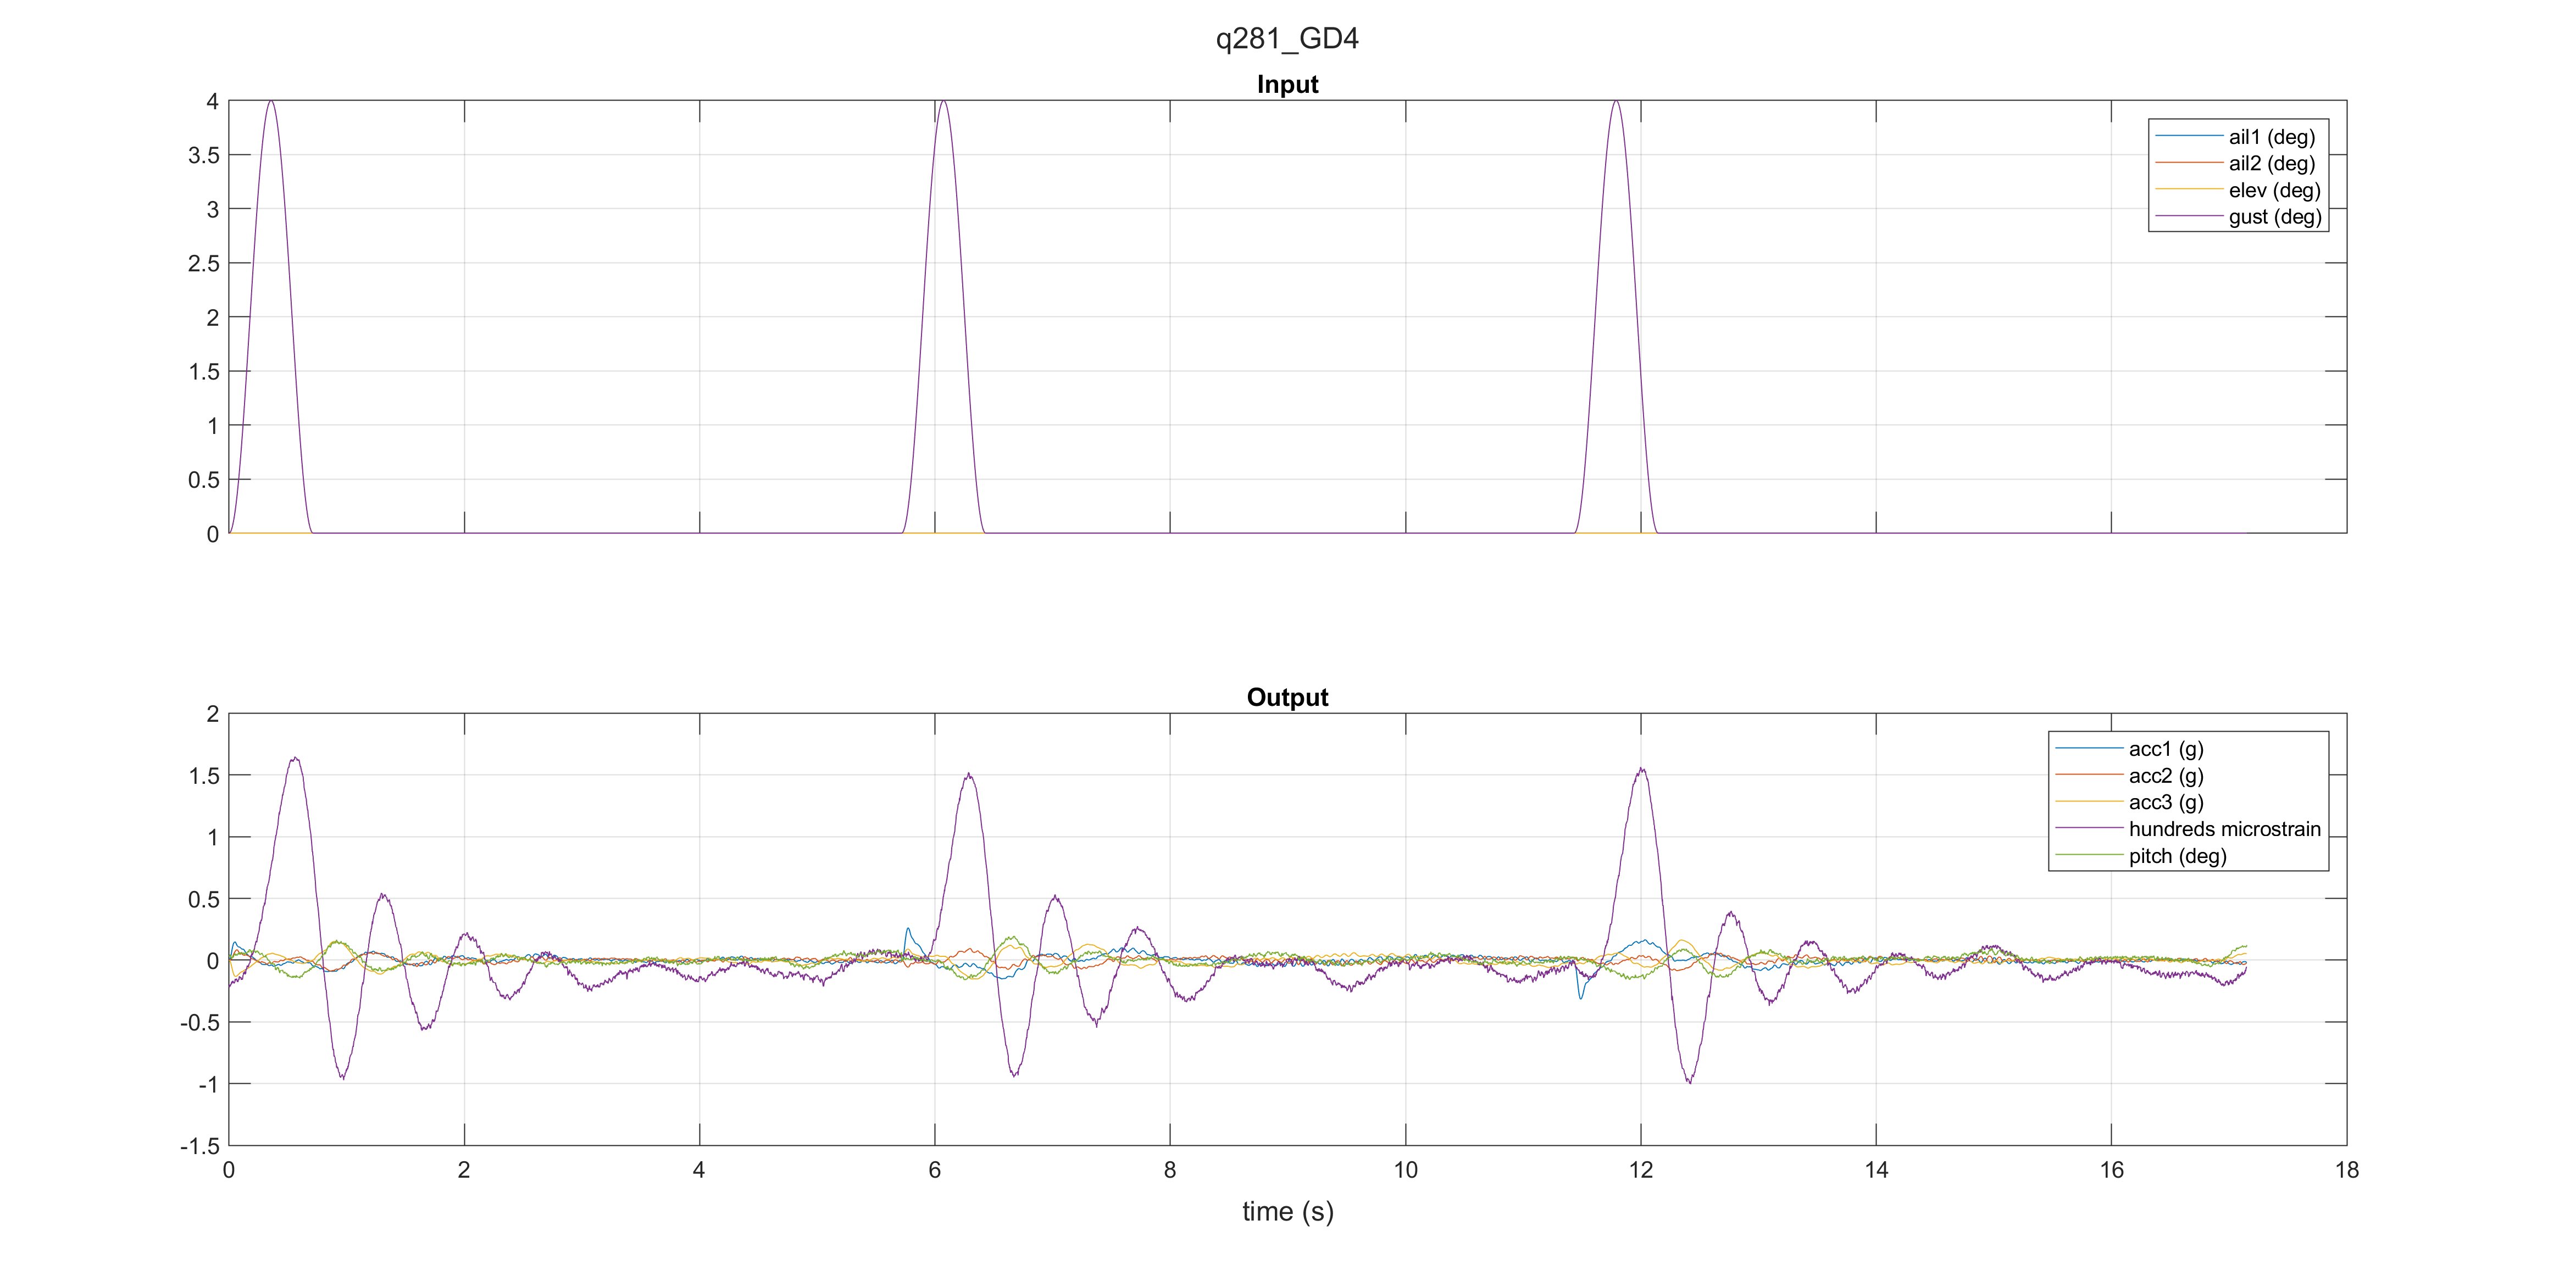 q281_GD4
Input
4
3.5
3
2.5
2
1.5
1
0.5
0
ail1 (deg)
ail2 (deg)
elev (deg)
gust (deg)
Output
2
1.5
1
0.5
0
-0.5
-1
-1.5
acc1 (g)
acc2 (g)
acc3 (g)
hundreds microstrain
pitch (deg)
0 2 4 6 8 10 12 14 16 18
time (s)